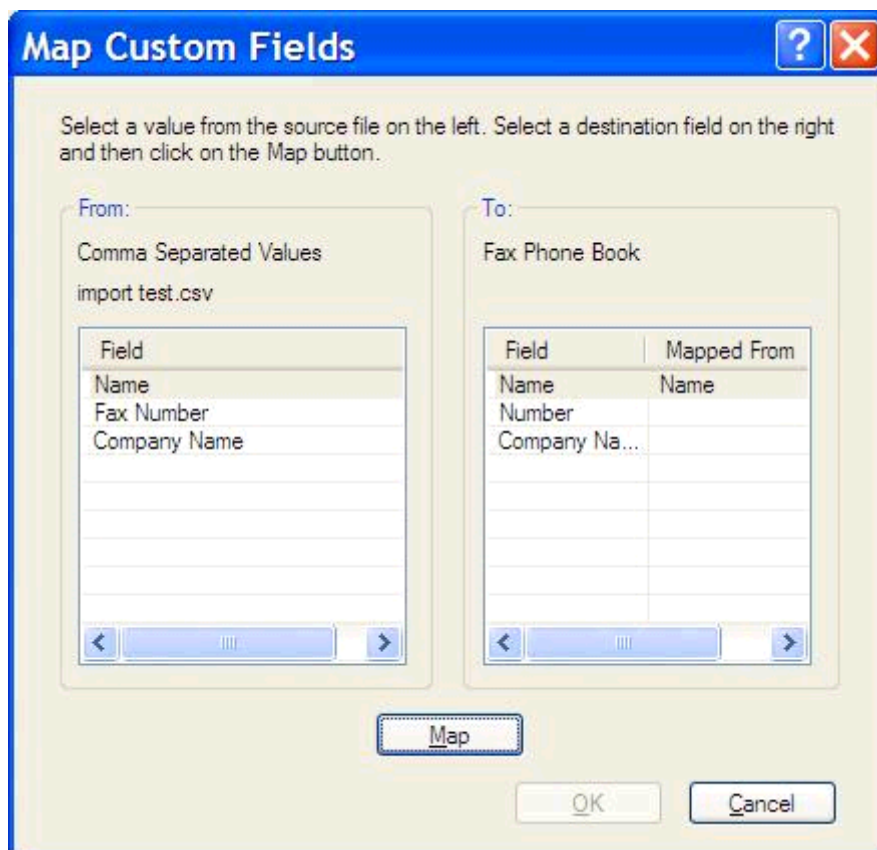 Map Custom Fields
Select a value from the source file on the left. Select a destination field on the right
and then click on the Map button.
From:
Comma Separated Values
import test.csv
Field
Name
Fax Number
Company Name
To:
Fax Phone Book
Field Mapped From
Name Name
Number
Company Na...
Map
OK Cancel